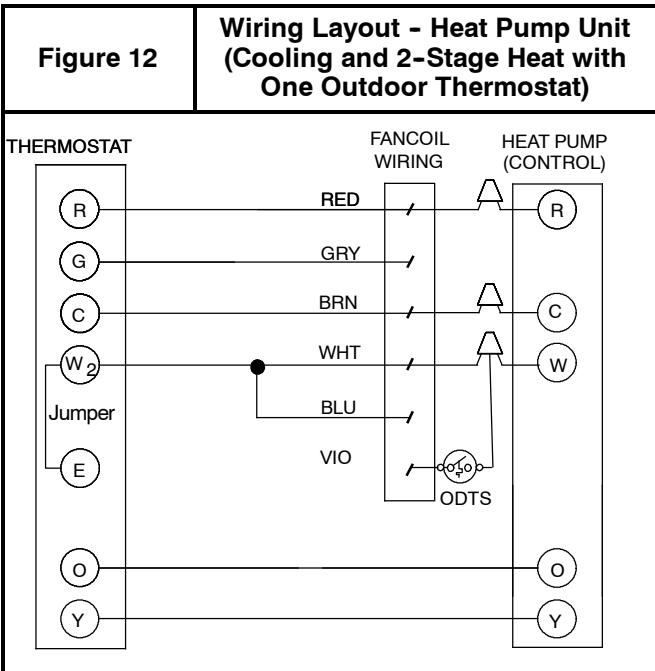 Figure 12
Wiring Layout - Heat Pump Unit
(Cooling and 2-Stage Heat with
One Outdoor Thermostat)
THERMOSTAT
FANCOIL
WIRING
HEAT PUMP
(CONTROL)
R
RED
R
G
GRY
C
BRN
C
W2
WHT
W
Jumper
BLU
E
VIO
ODTS
O
O
Y
Y